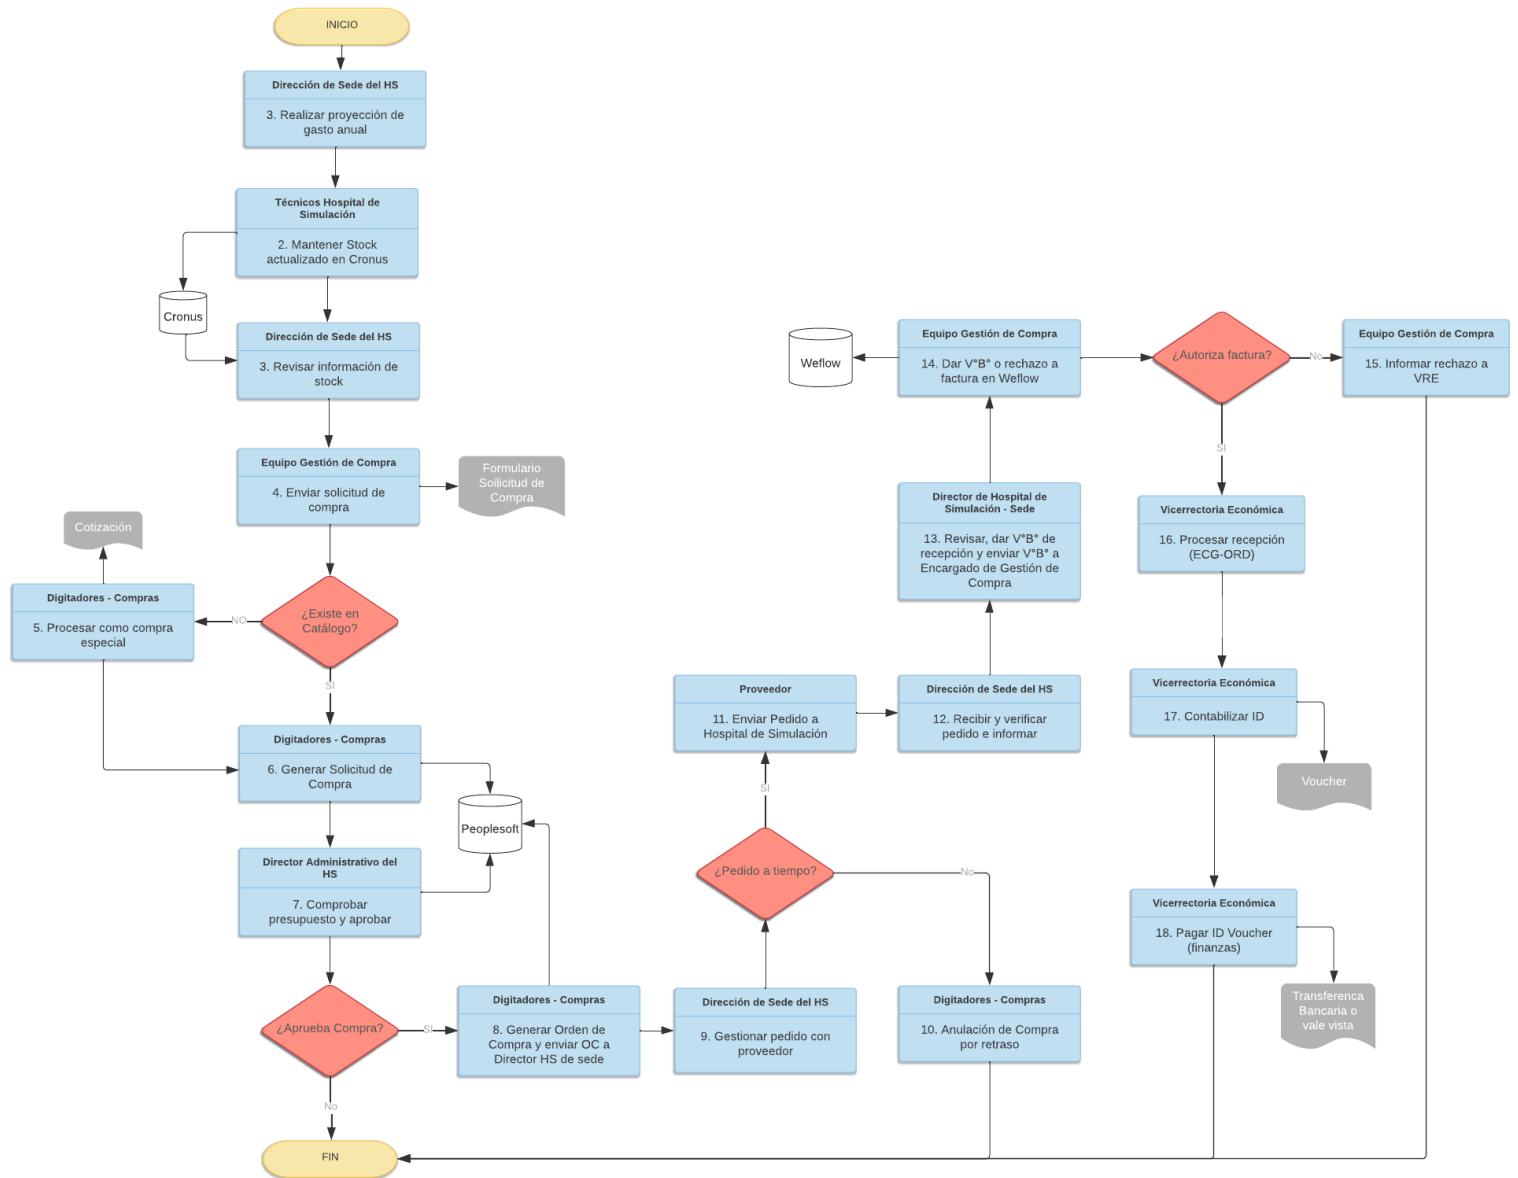 INICIO
Dirección de Sede del HS
3. Realizar proyección de
gasto anual
Técnicos Hospital de
Simulación
2. Mantener Stock
actualizado en Cronus
Cronus
Dirección de Sede del HS
3. Revisar información de
stock
Equipo Gestión de Compra
4. Enviar solicitud de
compra
Formulario
Soilicitud de
Compra
Cotización
Digitadores - Compras
5. Procesar como compra
especial
NO
¿Existe en
Catálogo?
SI
Digitadores - Compras
6. Generar Solicitud de
Compra
Peoplesoft
Director Administrativo del
HS
7. Comprobar
presupuesto y aprobar
¿Aprueba Compra?
SI
No
FIN
Digitadores - Compras
8. Generar Orden de
Compra y enviar OC a
Director HS de sede
Dirección de Sede del HS
9. Gestionar pedido con
proveedor
¿Pedido a tiempo?
No
SI
Digitadores - Compras
10. Anulación de Compra
por retraso
Proveedor
11. Enviar Pedido a
Hospital de Simulación
Dirección de Sede del HS
12. Recibir y verificar
pedido e informar
Director de Hospital de
Simulación - Sede
13. Revisar, dar V°B° de
recepción y enviar V°B° a
Encargado de Gestión de
Compra
Equipo Gestión de Compra
14. Dar V°B° o rechazo a
factura en Weflow
Weflow
¿Autoriza factura?
No
SI
Equipo Gestión de Compra
15. Informar rechazo a
VRE
Vicerrectoria Económica
16. Procesar recepción
(ECG-ORD)
Vicerrectoria Económica
17. Contabilizar ID
Voucher
Vicerrectoria Económica
18. Pagar ID Voucher
(finanzas)
Transferenca
Bancaria o
vale vista